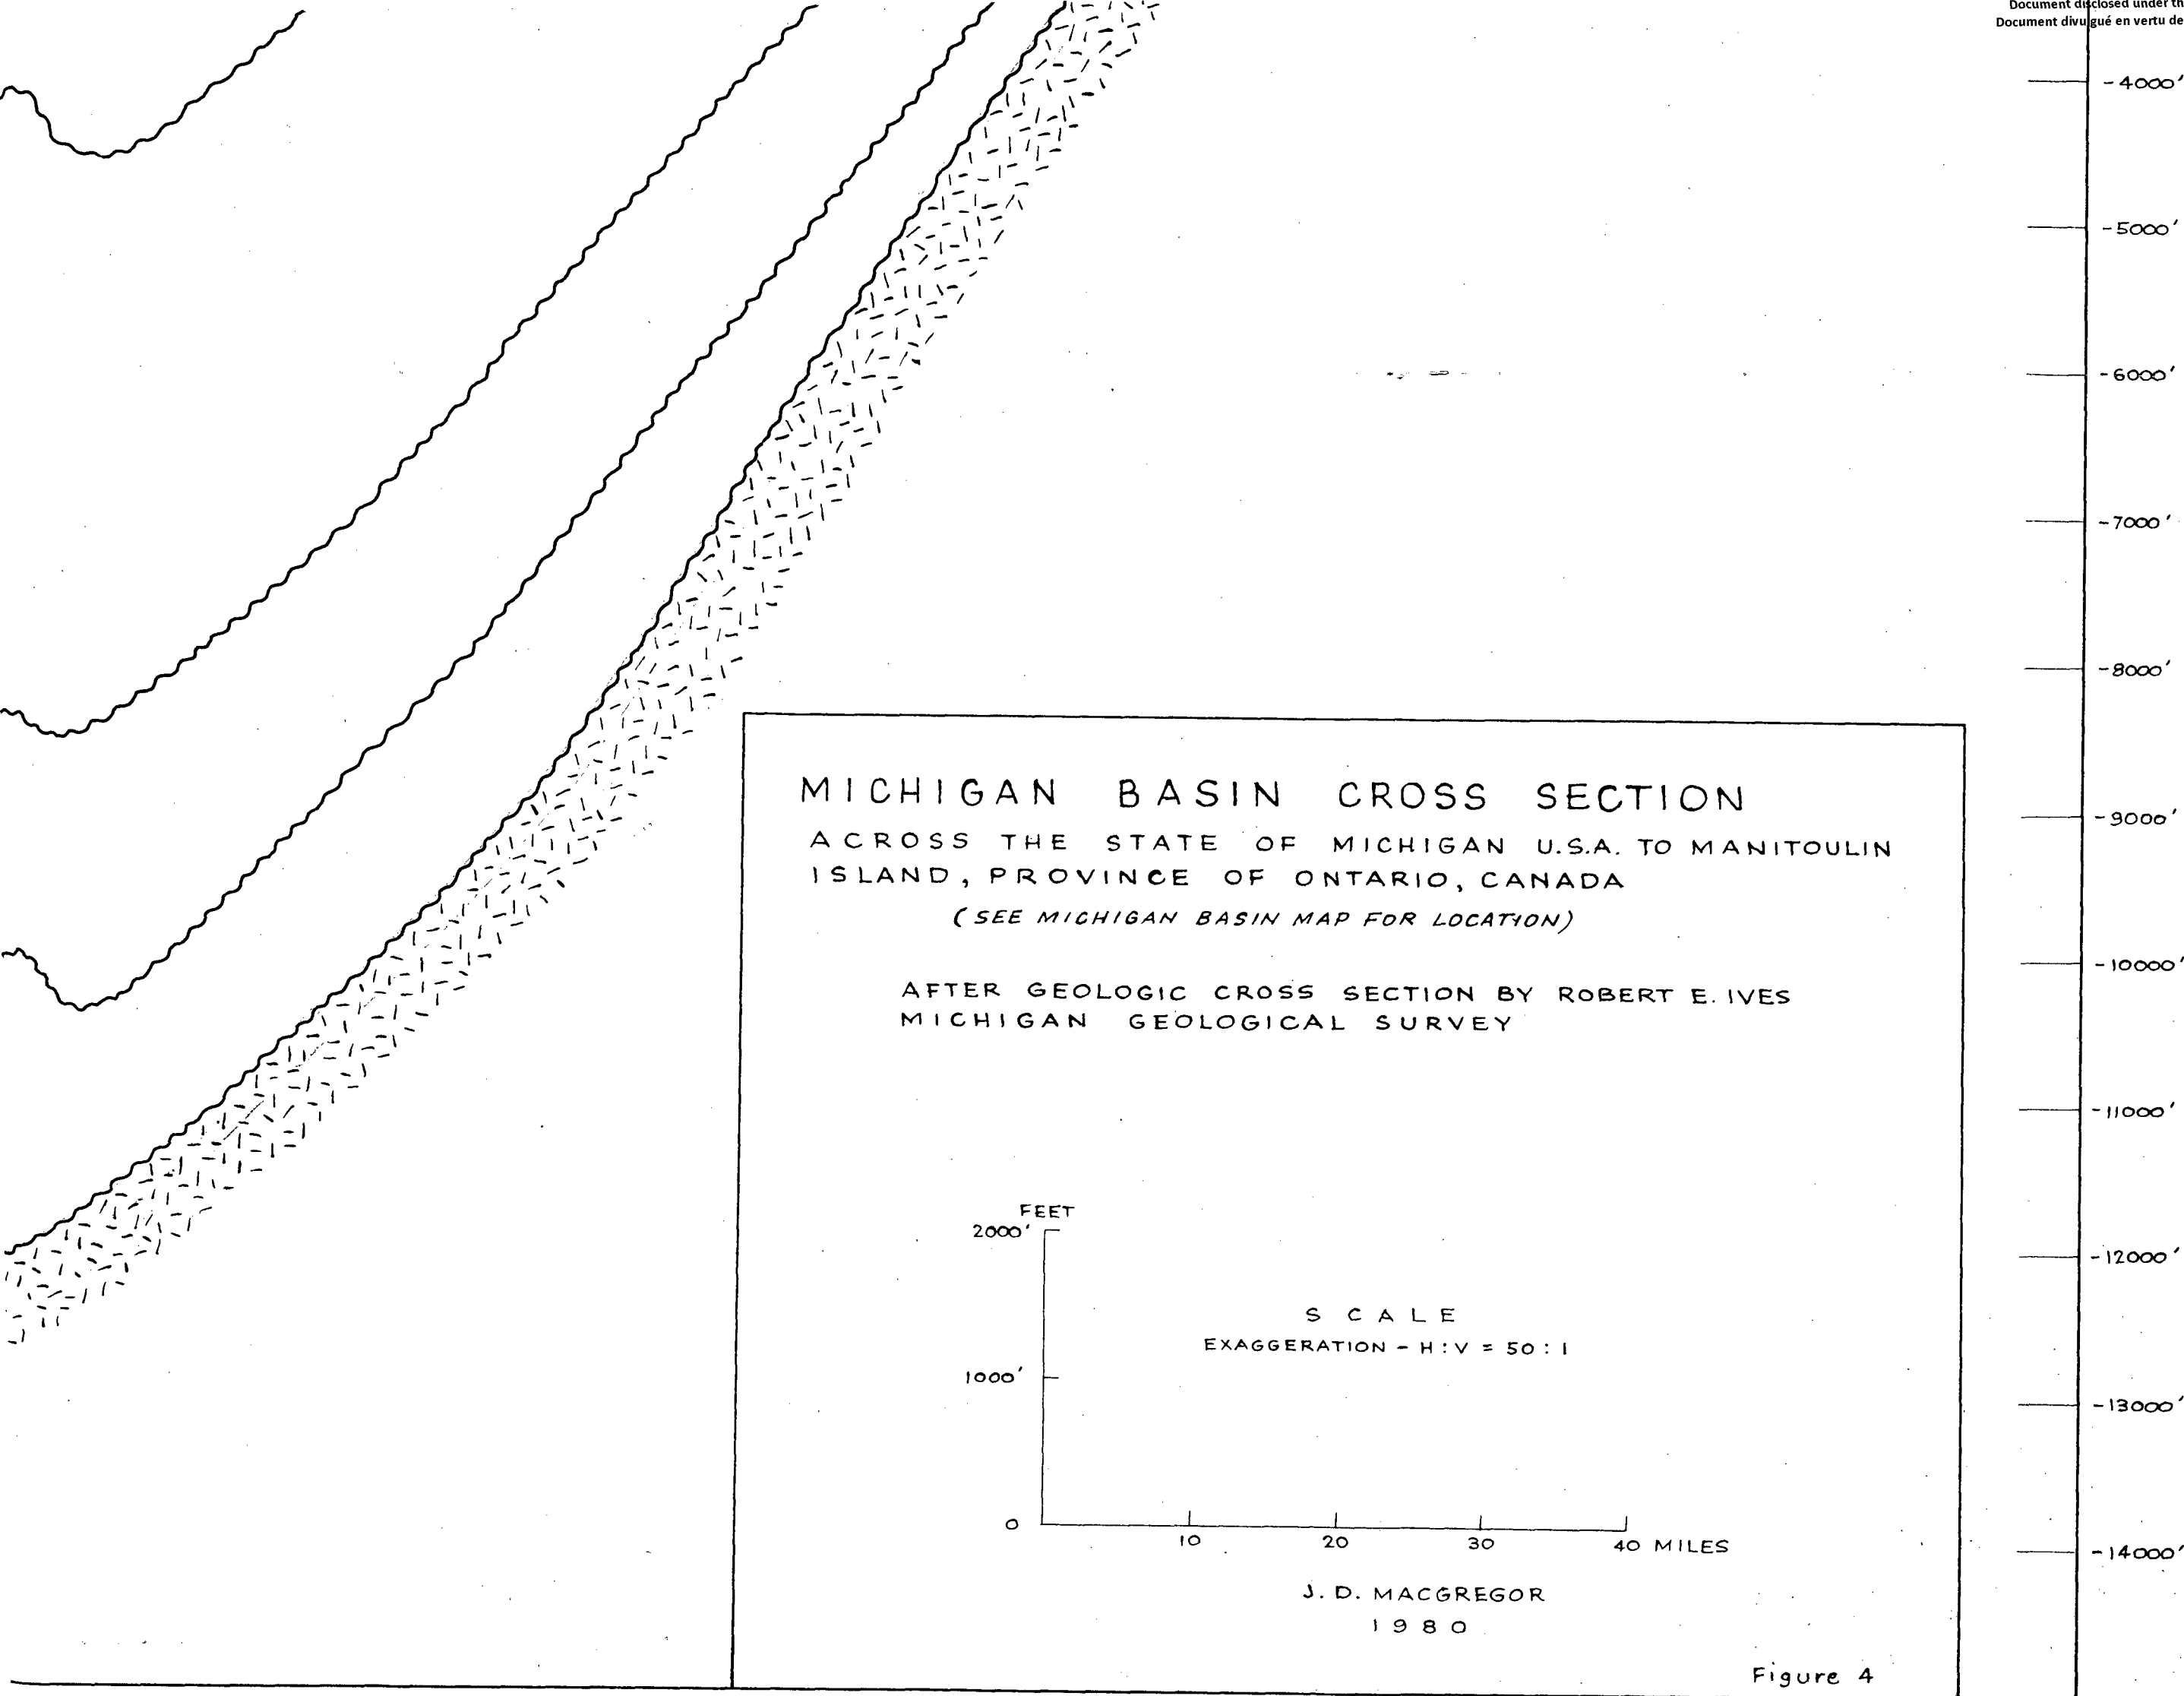 Document disclosed under th
Document divulgué en vertu de
-4000'
-5000'
-6000'
-7000'
-8000'
-9000'
-10000'
-11000'
-12000'
-13000'
-14000'
MICHIGAN BASIN CROSS SECTION
ACROSS THE STATE OF MICHIGAN U.S.A. TO MANITOULIN
ISLAND, PROVINCE OF ONTARIO, CANADA
(SEE MICHIGAN BASIN MAP FOR LOCATION)
AFTER GEOLOGIC CROSS SECTION BY ROBERT E. IVES
MICHIGAN GEOLOGICAL SURVEY
FEET
2000'
SCALE
EXAGGERATION - H:V = 50:1
1000'
0
10 20 30 40 MILES
J. D. MACGREGOR
1980
Figure 4